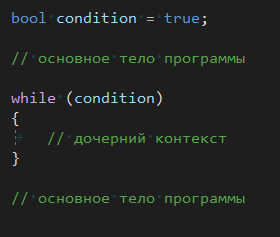 bool condition = true;
// основное тело программы
while (condition)
{
// дочерний контекст
}
// основное тело программы